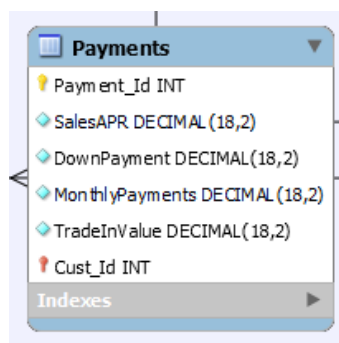 Payments
Payment_Id INT
SalesAPR DECIMAL(18,2)
DownPayment DECIMAL(18,2)
MonthlyPayments DECIMAL(18,2)
TradeInValue DECIMAL(18,2)
Cust_Id INT
Indexes